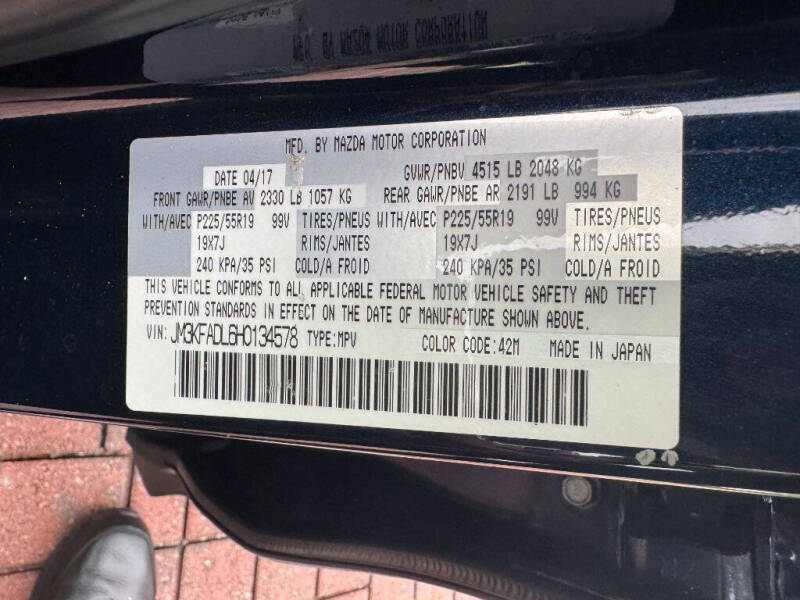 MFD. BY MAZDA MOTOR CORPORATION
DATE 04/17 GVWR/PNBV 4515 LB 2048 KG
FRONT GAWR/PNBE AV 2330 LB 1057 KG REAR GAWR/PNBE AR 2191 LB 994 KG
WITH/AVEC P225/55R19 99V TIRES/PNEUS WITH/AVEC P225/55R19 99V TIRES/PNEUS
19X7J RIMS/JANTES 19X7J RIMS/JANTES
240 KPA/35 PSI COLD/A FROID 240 KPA/35 PSI COLD/A FROID
THIS VEHICLE CONFORMS TO ALL APPLICABLE FEDERAL MOTOR VEHICLE SAFETY AND THEFT
PREVENTION STANDARDS IN EFFECT ON THE DATE OF MANUFACTURE SHOWN ABOVE.
VIN: JM3KFADL6H0134578 TYPE:MPV COLOR CODE:42M MADE IN JAPAN